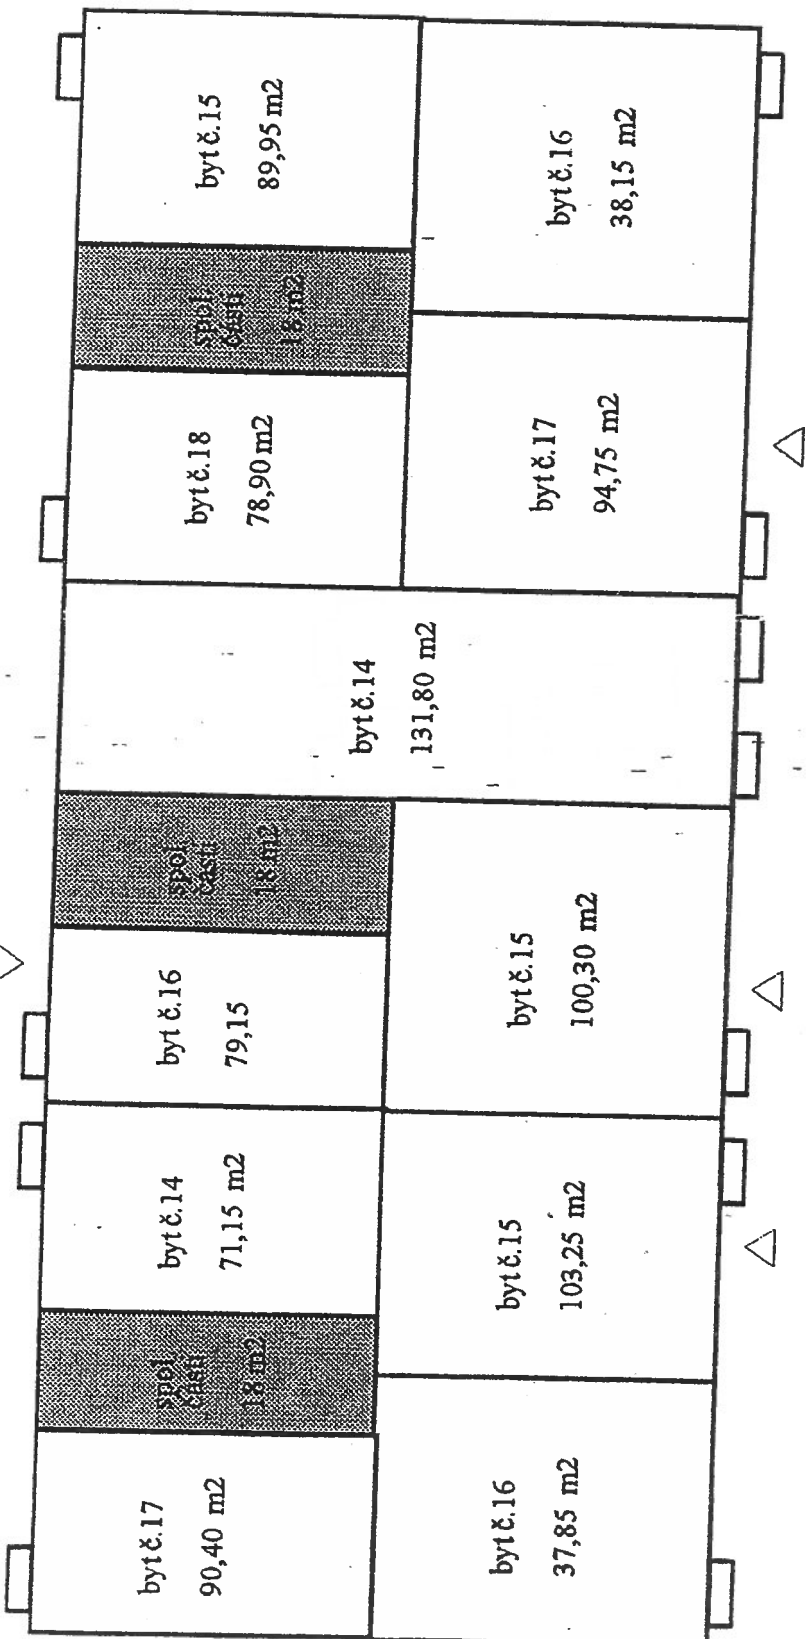 byt č.17
90,40 m2
spol.
části
18 m2
byt č.14
71,15 m2
byt č.16
79,15
spol.
části
18 m2
byt č.14
131,80 m2
byt č.18
78,90 m2
spol.
části
18 m2
byt č.15
89,95 m2
byt č.16
37,85 m2
byt č.15
103,25 m2
byt č.15
100,30 m2
byt č.17
94,75 m2
byt č.16
38,15 m2